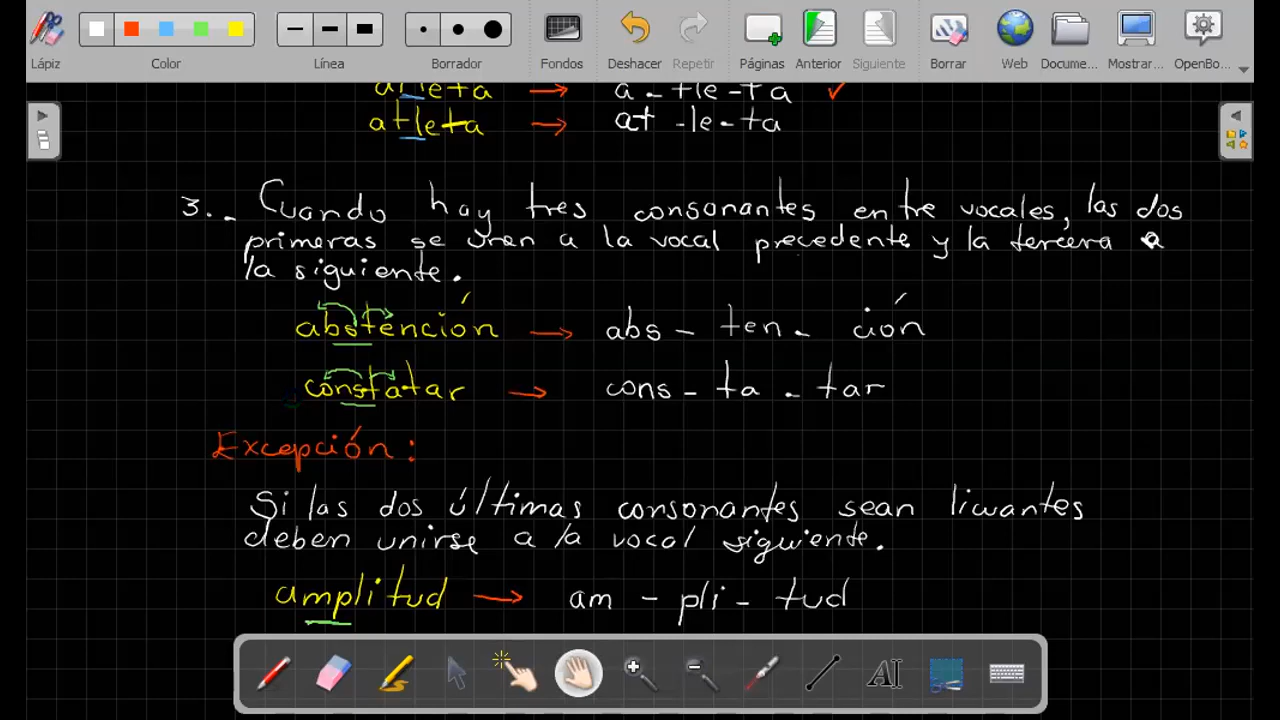 Lápiz Color Línea Borrador Fondos Deshacer Repetir Páginas Anterior Siguiente Borrar Web Docume... Mostrar... OpenBo...
atleta → a - tle - ta ✓
atleta → at - le - ta
3.- Cuando hay tres consonantes entre vocales, las dos
primeras se unen a la vocal precedente y la tercera a
la siguiente.
abstención → abs - ten - ción
constatar → cons - ta - tar
Excepción:
Si las dos últimas consonantes sean licuantes
deben unirse a la vocal siguiente.
amplitud → am - pli - tud